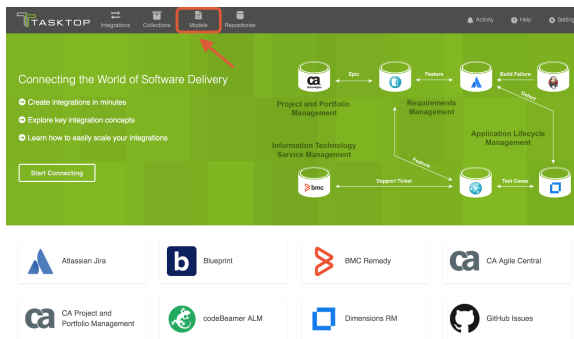 TASKTOP
Integrations
Collections
Models
Repositories
Activity
Help
Setting
Connecting the World of Software Delivery
Create integrations in minutes
Explore key integration concepts
Learn how to easily scale your integrations
Start Connecting
ca
technologies
Epic
Feature
Build Failure
Project and Portfolio
Management
Requirements
Management
Defect
Information Technology
Service Management
Application Lifecycle
Management
Feature
bmc
Support Ticket
Test Cases
Atlassian Jira
b
Blueprint
BMC Remedy
ca
CA Agile Central
ca
CA Project and
Portfolio Management
codeBeamer ALM
Dimensions RM
GitHub Issues